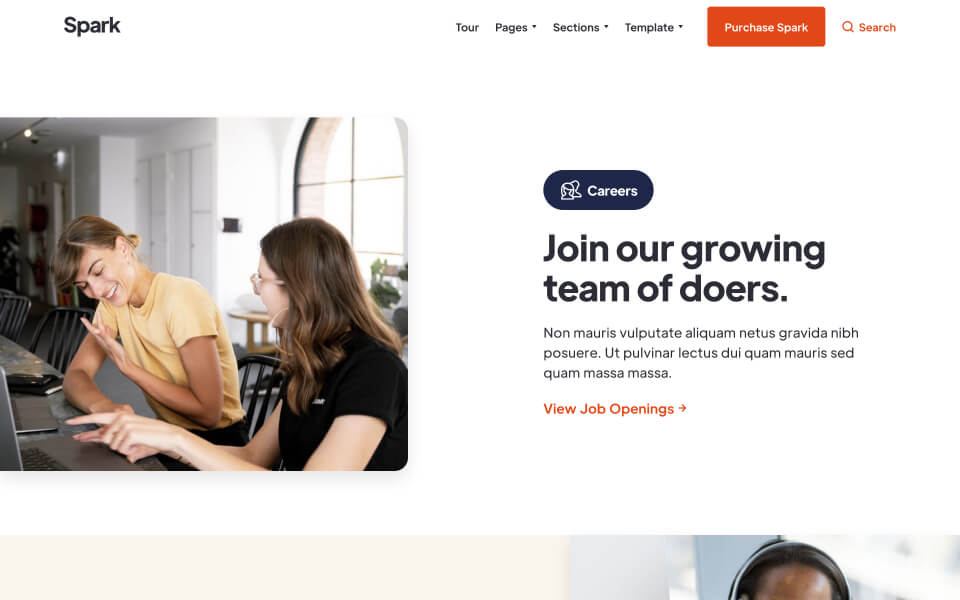 Spark
Tour Pages Sections Template Purchase Spark Search
Careers
Join our growing
team of doers.
Non mauris vulputate aliquam netus gravida nibh
posuere. Ut pulvinar lectus dui quam mauris sed
quam massa massa.
View Job Openings →